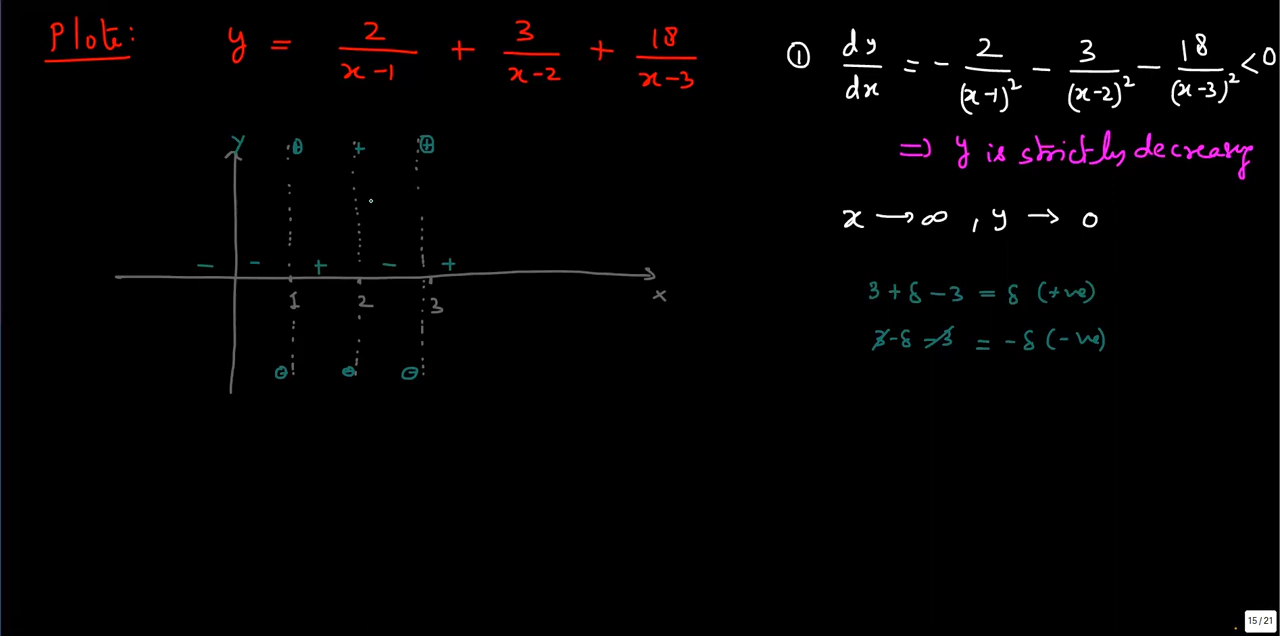 Plote: y = 2/(x-1) + 3/(x-2) + 18/(x-3)
① dy/dx = - 2/(x-1)² - 3/(x-2)² - 18/(x-3)² < 0
⇒ y is strictly decreasing
x → ∞ , y → 0
3 + δ - 3 = δ (+ve)
3 - δ - 3 = - δ (-ve)
y
⊕ + ⊕
- - + - +
1 2 3 x
⊖ ⊖ ⊖
15 / 21